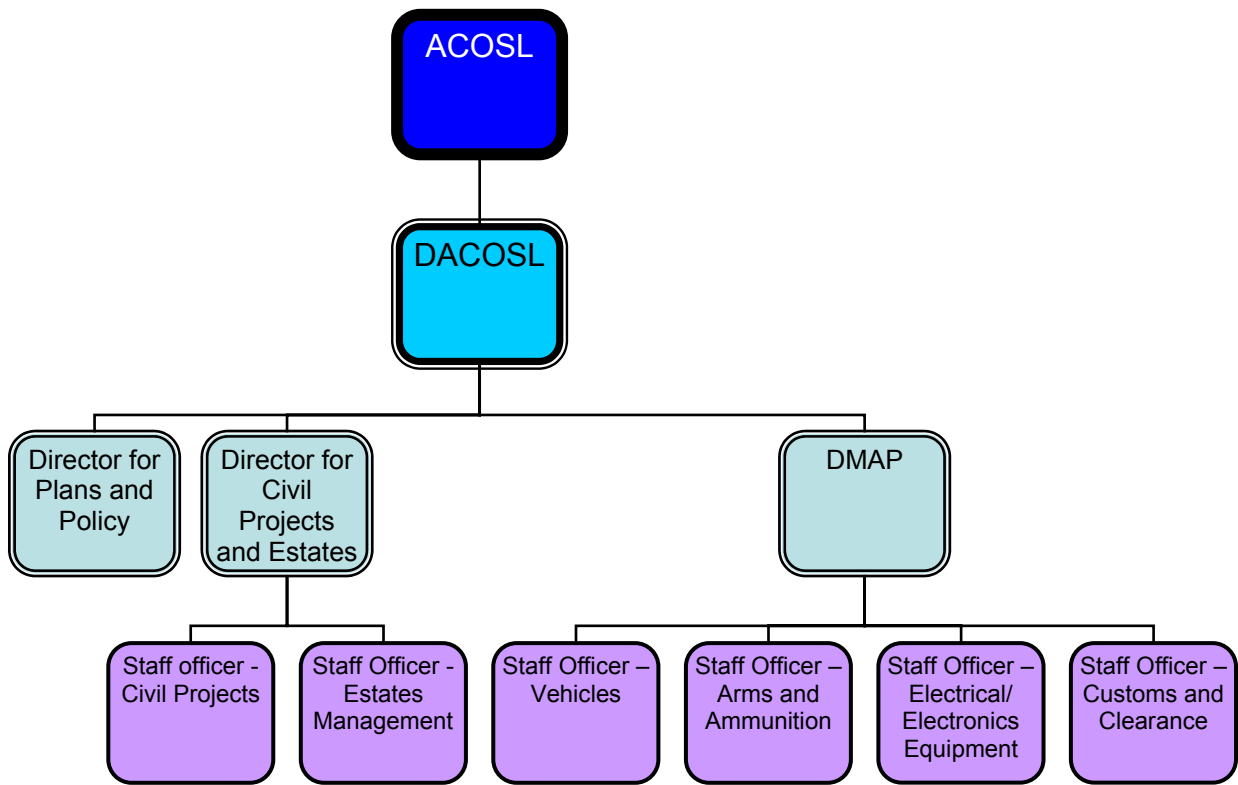 ACOSL
DACOSL
Director for
Plans and
Policy
Director for
Civil
Projects
and Estates
DMAP
Staff officer -
Civil Projects
Staff Officer -
Estates
Management
Staff Officer –
Vehicles
Staff Officer –
Arms and
Ammunition
Staff Officer –
Electrical/
Electronics
Equipment
Staff Officer –
Customs and
Clearance